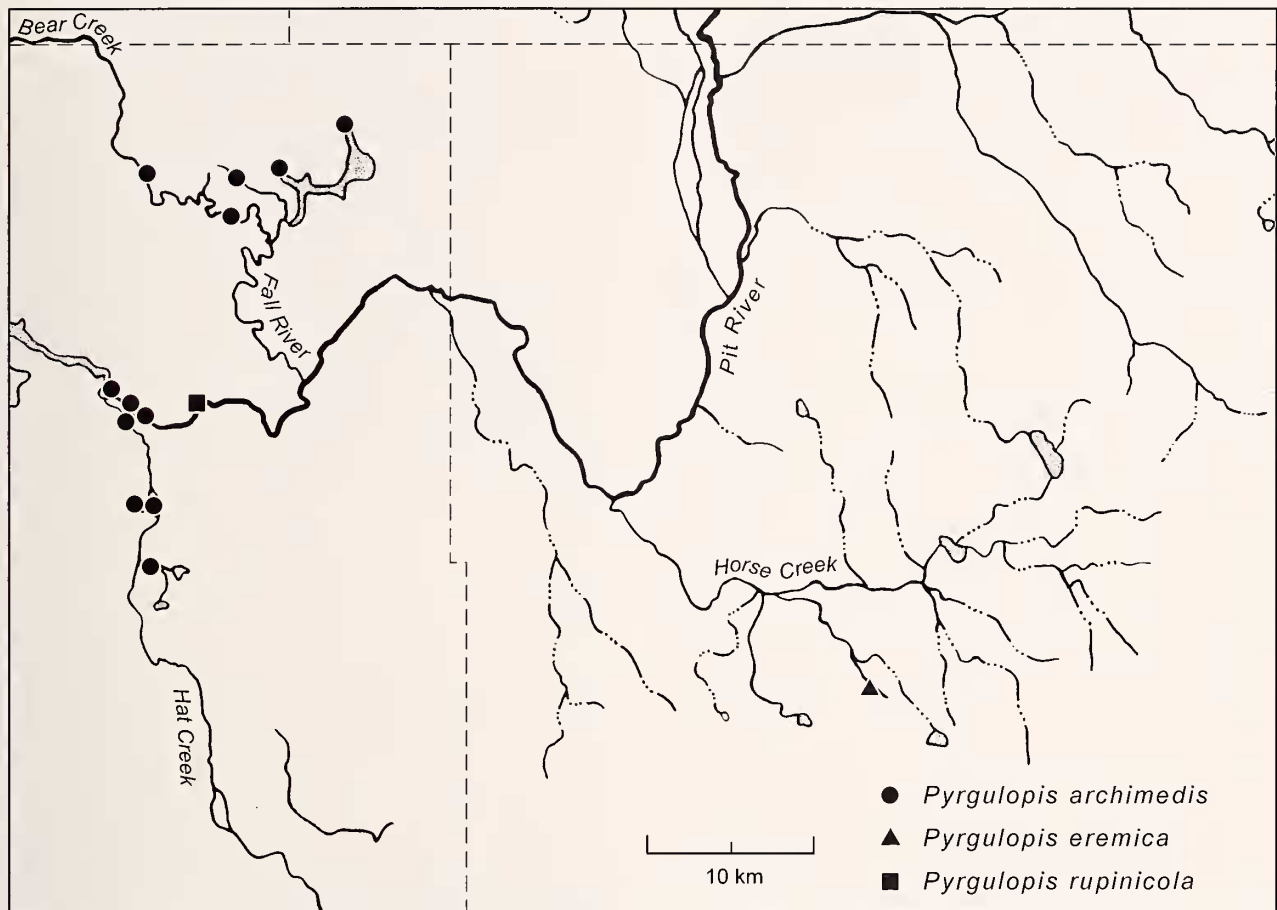 Bear Creek
Fall River
Pit River
Horse Creek
Hat Creek
Pyrgulopis archimedis
Pyrgulopis eremica
10 km
Pyrgulopis rupinicola